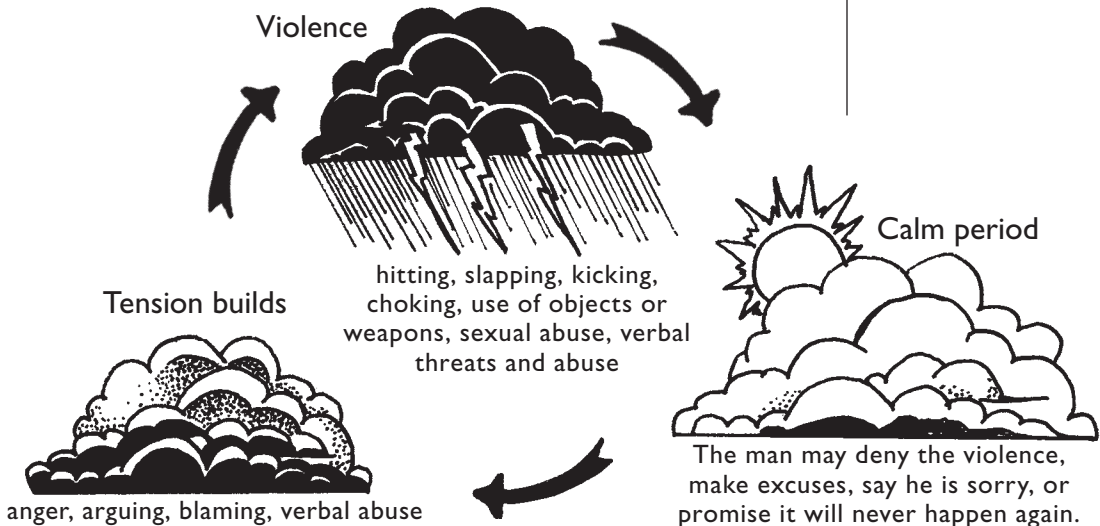 Violence
hitting, slapping, kicking,
choking, use of objects or
weapons, sexual abuse, verbal
threats and abuse
Calm period
The man may deny the violence,
make excuses, say he is sorry, or
promise it will never happen again.
Tension builds
anger, arguing, blaming, verbal abuse